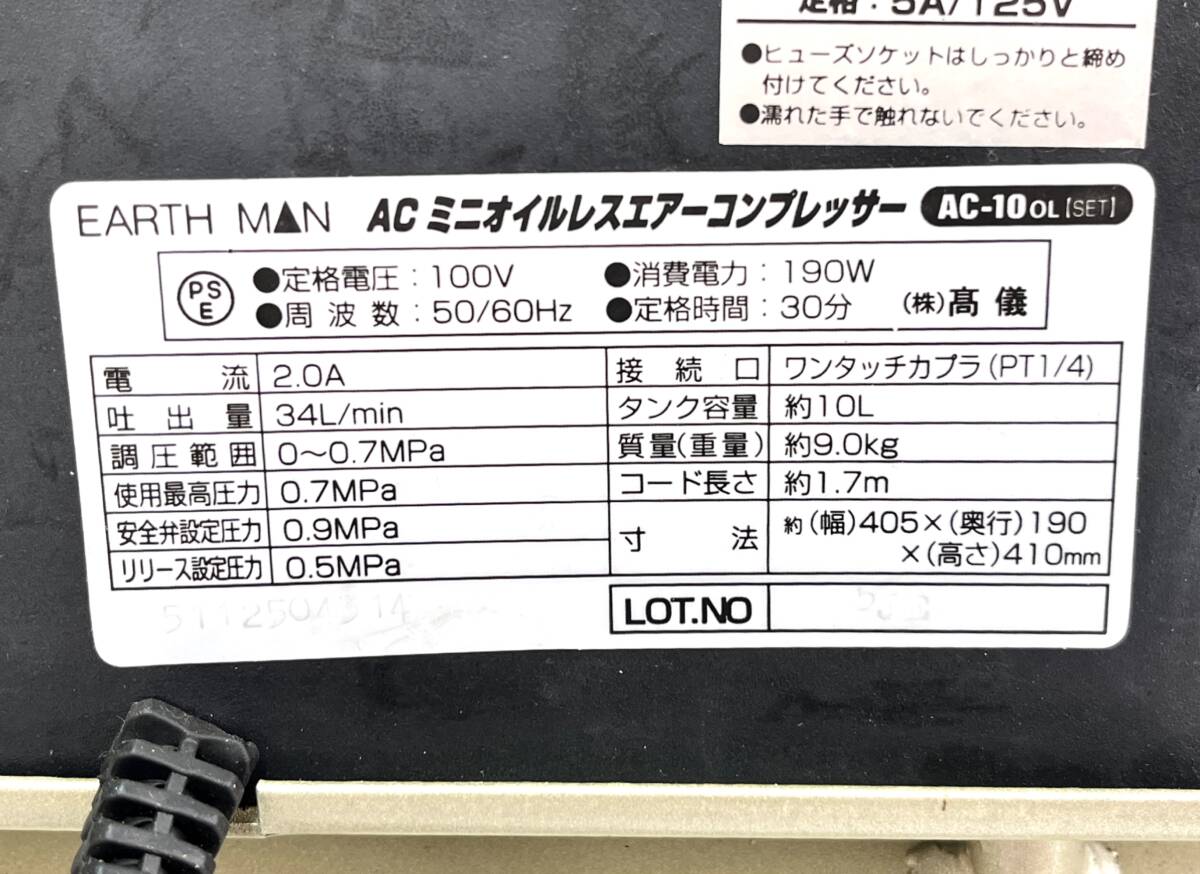 定格:5A/125V
●ヒューズソケットはしっかりと締め
付けてください。
●濡れた手で触れないでください。
EARTH MAN ACミニオイルレスエアーコンプレッサー AC-10OL[SET]
PSE ●定格電圧:100V ●消費電力:190W
●周波数:50/60Hz ●定格時間:30分 (株)髙儀
電流 2.0A 接続口 ワンタッチカプラ(PT1/4)
吐出量 34L/min タンク容量 約10L
調圧範囲 0〜0.7MPa 質量(重量) 約9.0kg
使用最高圧力 0.7MPa コード長さ 約1.7m
安全弁設定圧力 0.9MPa 寸法 約(幅)405×(奥行)190
×(高さ)410mm
リリース設定圧力 0.5MPa
LOT.NO